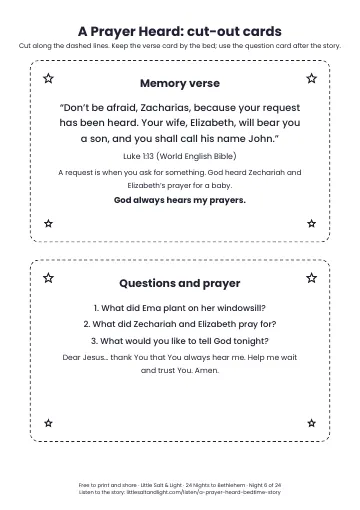 A Prayer Heard: cut-out cards
Cut along the dashed lines. Keep the verse card by the bed; use the question card after the story.
Memory verse
“Don’t be afraid, Zacharias, because your request
has been heard. Your wife, Elizabeth, will bear you
a son, and you shall call his name John.”
Luke 1:13 (World English Bible)
A request is when you ask for something. God heard Zechariah and
Elizabeth’s prayer for a baby.
God always hears my prayers.
Questions and prayer
1. What did Ema plant on her windowsill?
2. What did Zechariah and Elizabeth pray for?
3. What would you like to tell God tonight?
Dear Jesus… thank You that You always hear me. Help me wait
and trust You. Amen.
Free to print and share · Little Salt & Light · 24 Nights to Bethlehem · Night 6 of 24
Listen to the story: littlesaltandlight.com/listen/a-prayer-heard-bedtime-story